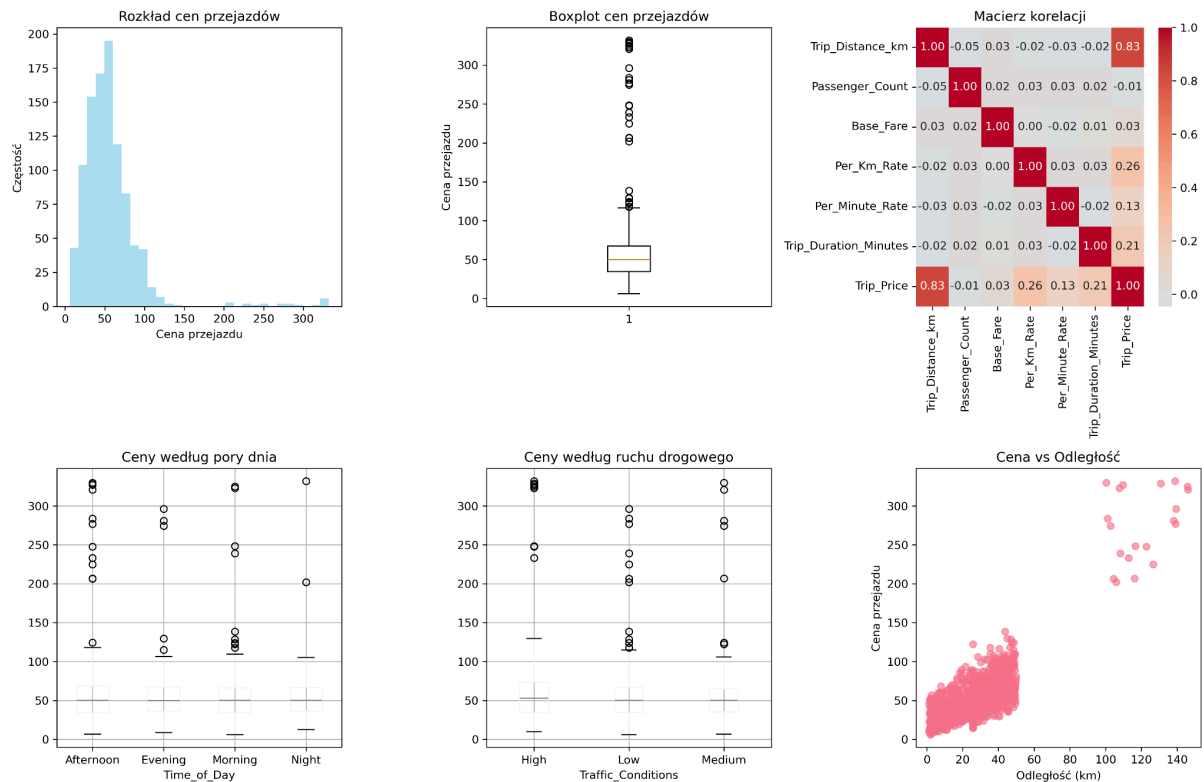 Rozkład cen przejazdów
200
175
150
125
100
75
50
25
0
Częstość
0 50 100 150 200 250 300
Cena przejazdu
Boxplot cen przejazdów
300
250
200
150
100
50
0
Cena przejazdu
1
Macierz korelacji
Trip_Distance_km 1.00 -0.05 0.03 -0.02 -0.03 -0.02 0.83
Passenger_Count -0.05 1.00 0.02 0.03 0.03 0.02 -0.01
Base_Fare 0.03 0.02 1.00 0.00 -0.02 0.01 0.03
Per_Km_Rate -0.02 0.03 0.00 1.00 0.03 0.03 0.26
Per_Minute_Rate -0.03 0.03 -0.02 0.03 1.00 -0.02 0.13
Trip_Duration_Minutes -0.02 0.02 0.01 0.03 -0.02 1.00 0.21
Trip_Price 0.83 -0.01 0.03 0.26 0.13 0.21 1.00
Trip_Distance_km
Passenger_Count
Base_Fare
Per_Km_Rate
Per_Minute_Rate
Trip_Duration_Minutes
Trip_Price
1.0
0.8
0.6
0.4
0.2
0.0
Ceny według pory dnia
300
250
200
150
100
50
0
Afternoon Evening Morning Night
Time_of_Day
Ceny według ruchu drogowego
300
250
200
150
100
50
0
High Low Medium
Traffic_Conditions
Cena vs Odległość
300
250
200
150
100
50
0
Cena przejazdu
0 20 40 60 80 100 120 140
Odległość (km)